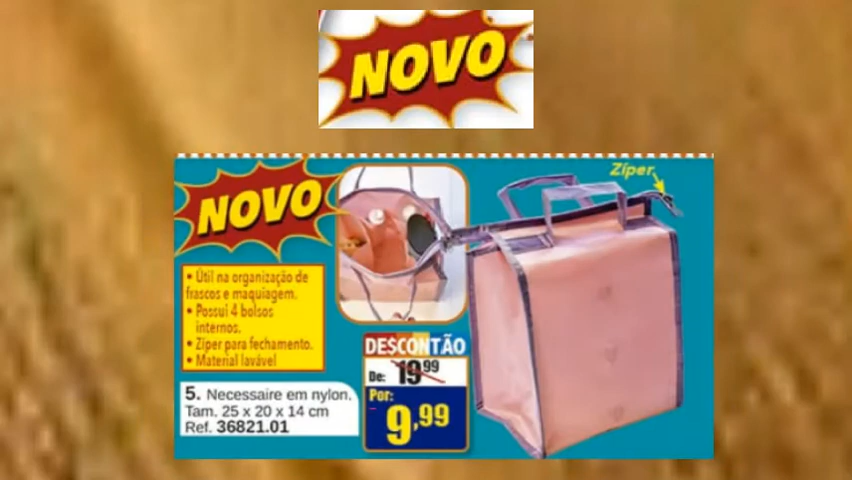 NOVO
NOVO
Zíper
• Útil na organização de
frascos e maquiagem.
• Possui 4 bolsos
internos.
• Zíper para fechamento.
• Material lavável
DESCONTÃO
De: 19,99
Por:
9,99
5. Necessaire em nylon.
Tam. 25 x 20 x 14 cm
Ref. 36821.01